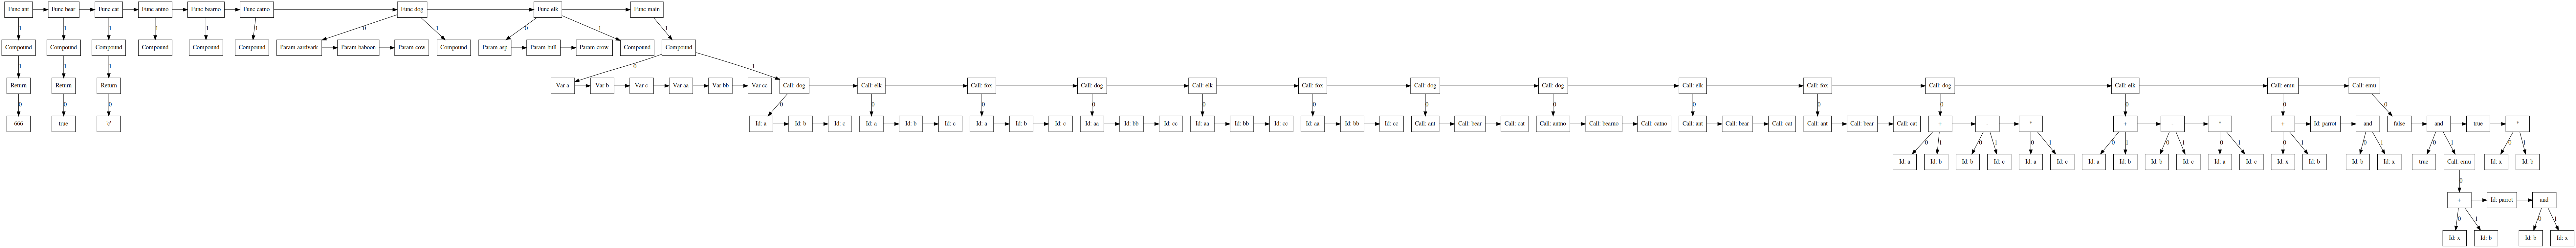 Func ant Func bear Func cat Func antno Func bearno Func catno Func dog Func elk Func main
1 1 1 1 1 1 0 1 0 1 1
Compound Compound Compound Compound Compound Compound Param aardvark Param baboon Param cow Compound Param asp Param bull Param crow Compound Compound
1 1 1 0 1
Return Return Return Var a Var b Var c Var aa Var bb Var cc Call: dog Call: elk Call: fox Call: dog Call: elk Call: fox Call: dog Call: dog Call: elk Call: fox Call: dog Call: elk Call: emu Call: emu
0 0 0 0 0 0 0 0 0 0 0 0 0 0 0 0 0
666 true 'c' Id: a Id: b Id: c Id: a Id: b Id: c Id: a Id: b Id: c Id: aa Id: bb Id: cc Id: aa Id: bb Id: cc Id: aa Id: bb Id: cc Call: ant Call: bear Call: cat Call: antno Call: bearno Call: catno Call: ant Call: bear Call: cat Call: ant Call: bear Call: cat + - * + - * + Id: parrot and false and true *
0 1 0 1 0 1 0 1 0 1 0 1 0 1 0 1 0 1 0 1
Id: a Id: b Id: b Id: c Id: a Id: c Id: a Id: b Id: b Id: c Id: a Id: c Id: x Id: b Id: b Id: x true Call: emu Id: x Id: b
0
+ Id: parrot and
0 1 0 1
Id: x Id: b Id: b Id: x